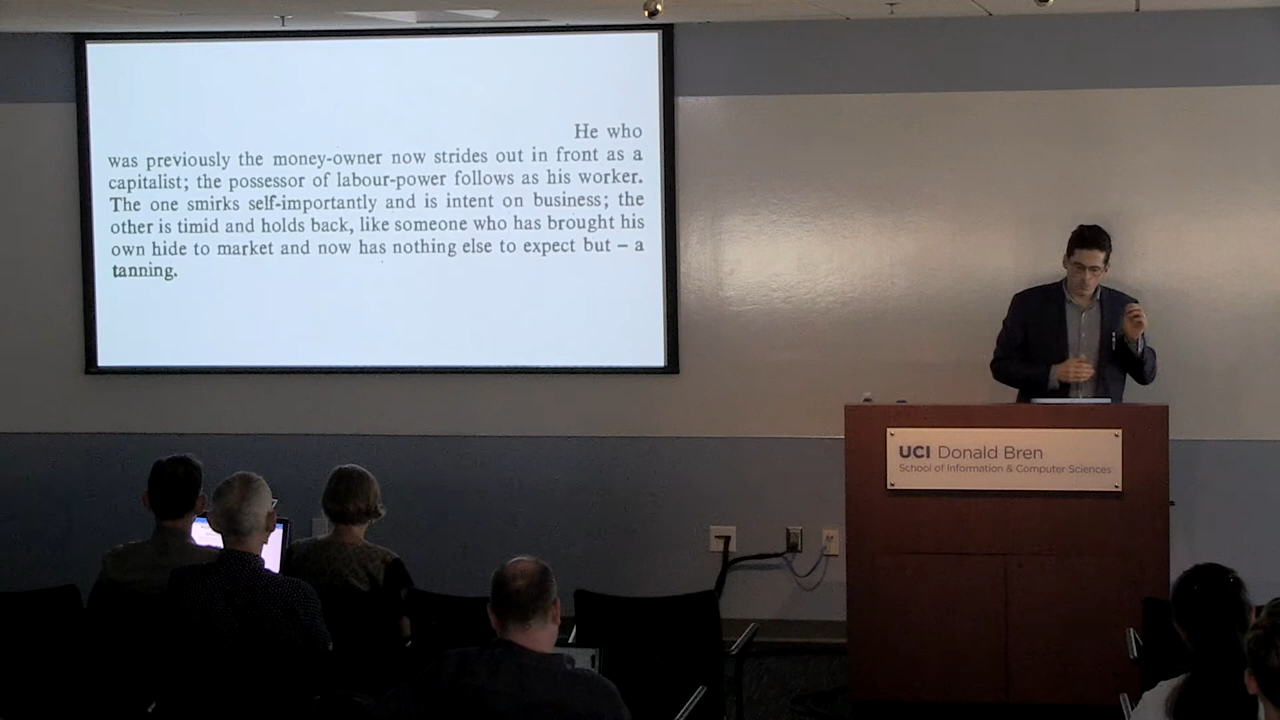 He who
was previously the money-owner now strides out in front as a
capitalist; the possessor of labour-power follows as his worker.
The one smirks self-importantly and is intent on business; the
other is timid and holds back, like someone who has brought his
own hide to market and now has nothing else to expect but – a
tanning.
UCI Donald Bren
School of Information & Computer Sciences